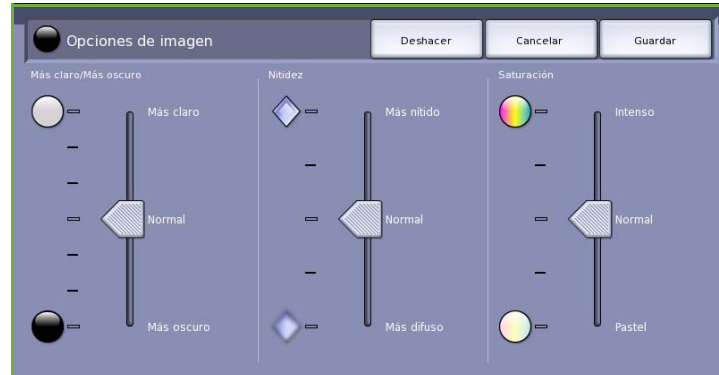 Opciones de imagen
Deshacer
Cancelar
Guardar
Más claro/Más oscuro
Nitidez
Saturación
Más claro
Más nítido
Intenso
Normal
Normal
Normal
Más oscuro
Más difuso
Pastel